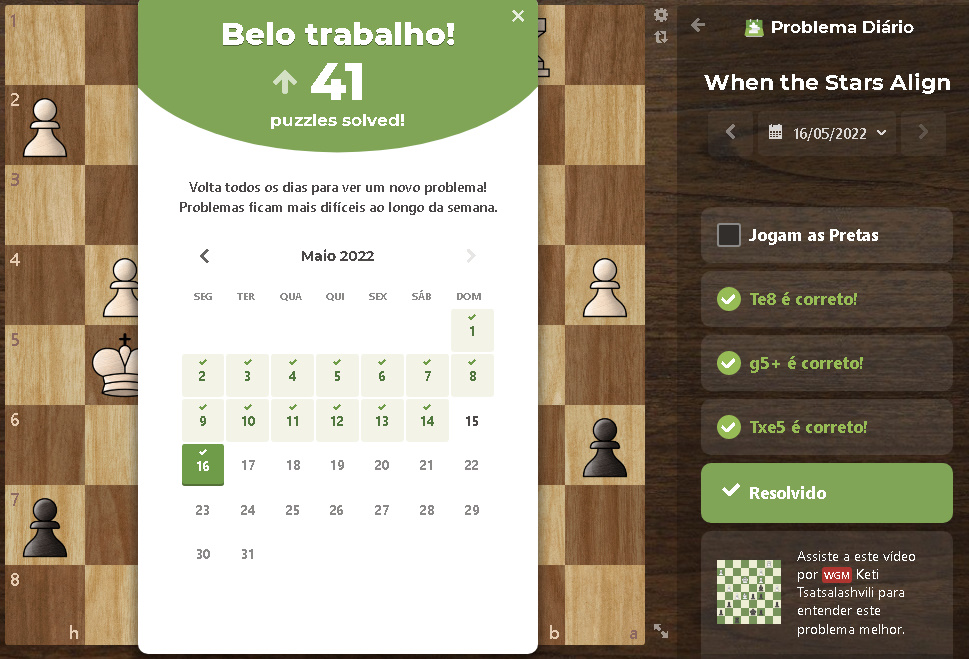 Belo trabalho!
41
puzzles solved!
Volta todos os dias para ver um novo problema!
Problemas ficam mais difíceis ao longo da semana.
Maio 2022
SEG TER QUA QUI SEX SÁB DOM
1
2 3 4 5 6 7 8
9 10 11 12 13 14 15
16 17 18 19 20 21 22
23 24 25 26 27 28 29
30 31
1
2
3
4
5
6
7
8
h b a
Problema Diário
When the Stars Align
16/05/2022
Jogam as Pretas
Te8 é correto!
g5+ é correto!
Txe5 é correto!
Resolvido
Assiste a este vídeo
por WGM Keti
Tsatsalashvili para
entender este
problema melhor.